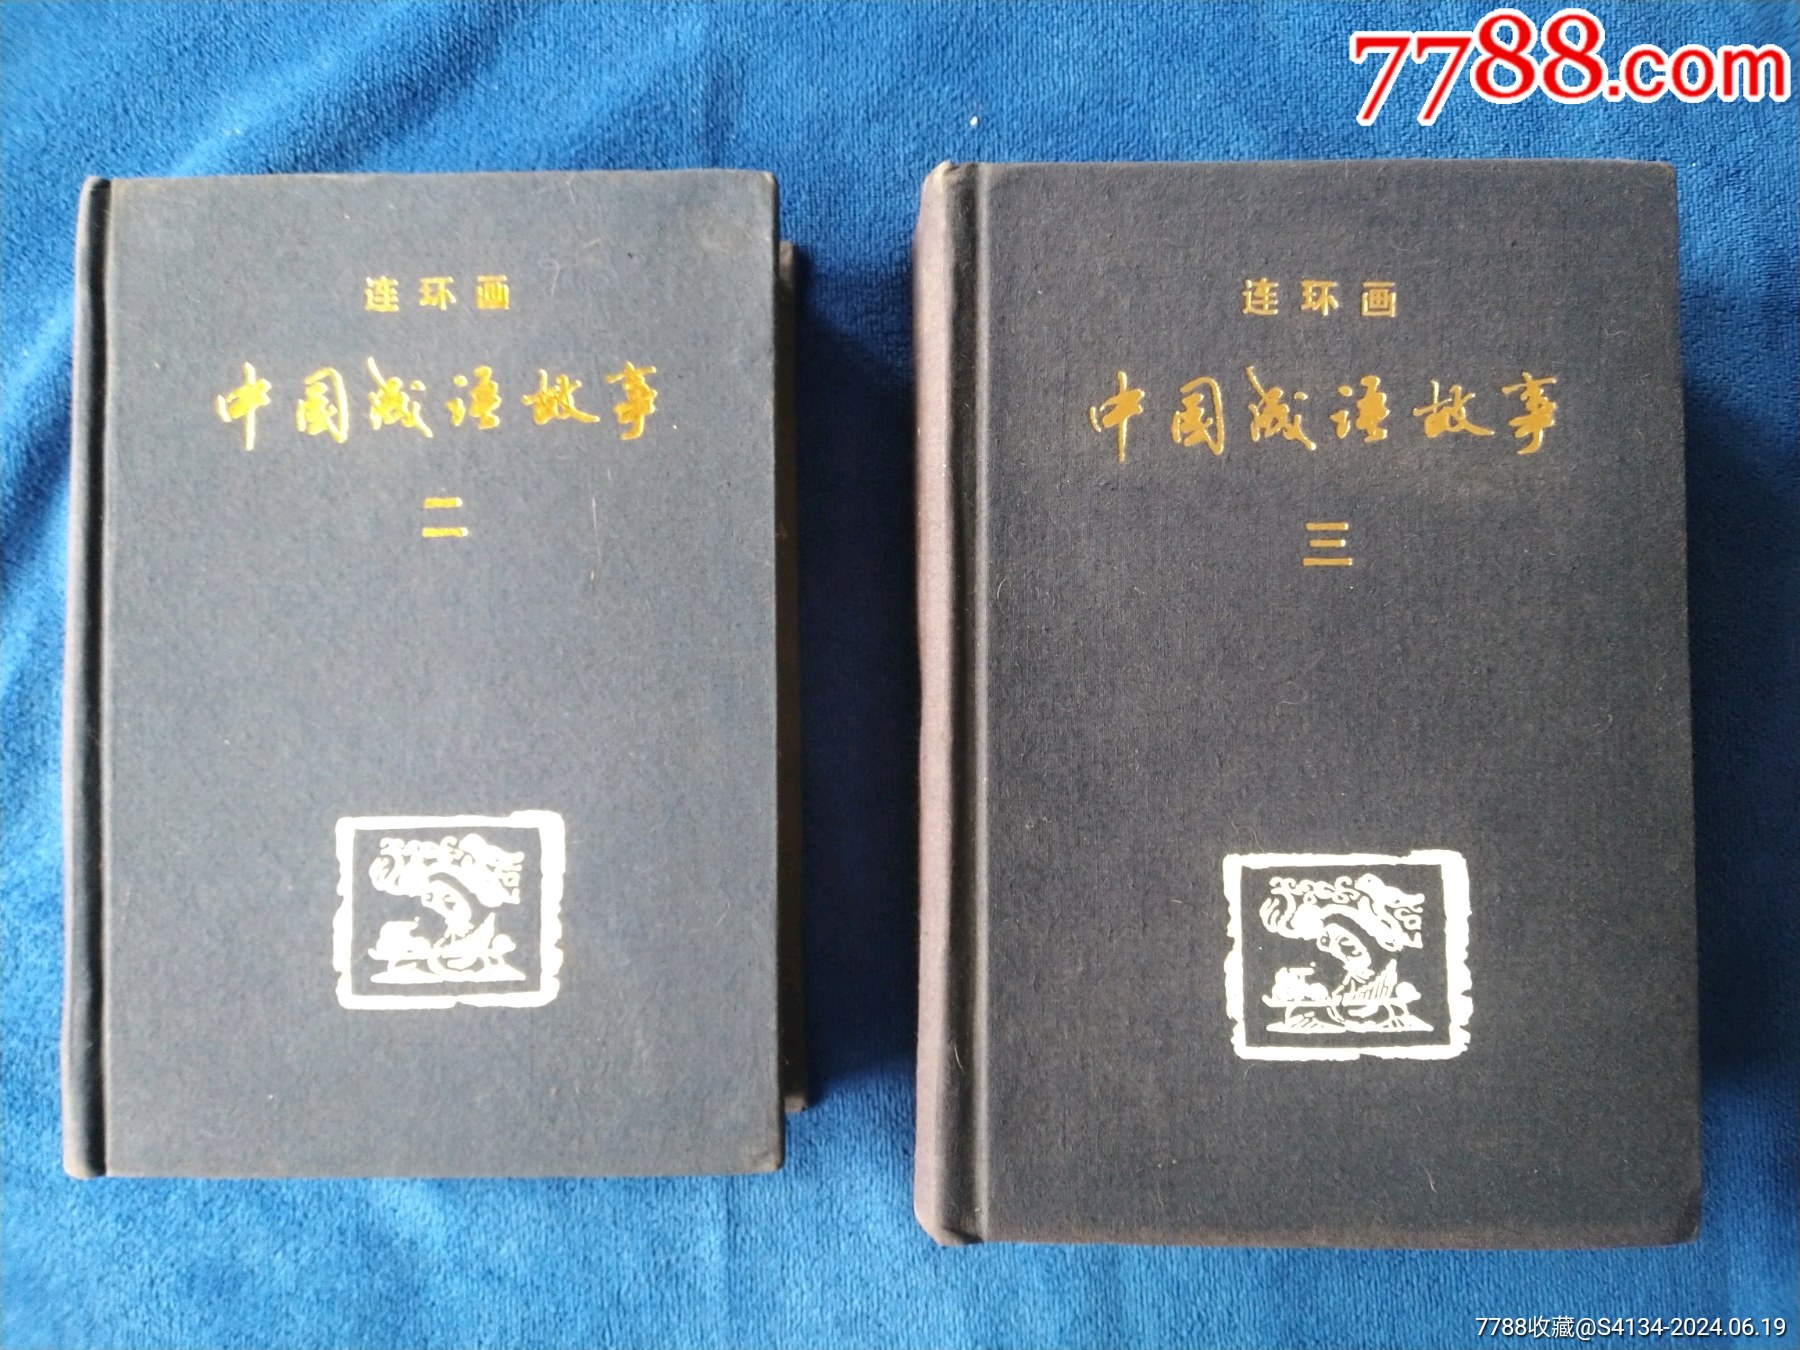 7788.com
连环画
中国成语故事
二
连环画
中国成语故事
三
7788收藏@S4134-2024.06.19